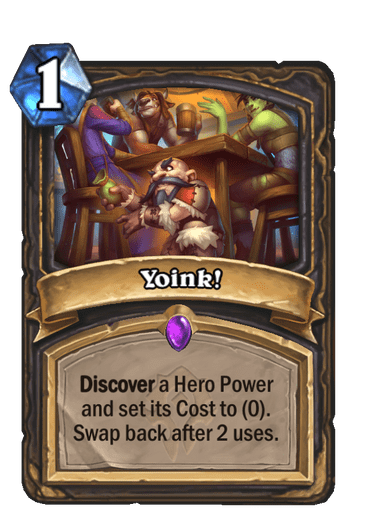 1
Yoink!
Discover a Hero Power
and set its Cost to (0).
Swap back after 2 uses.